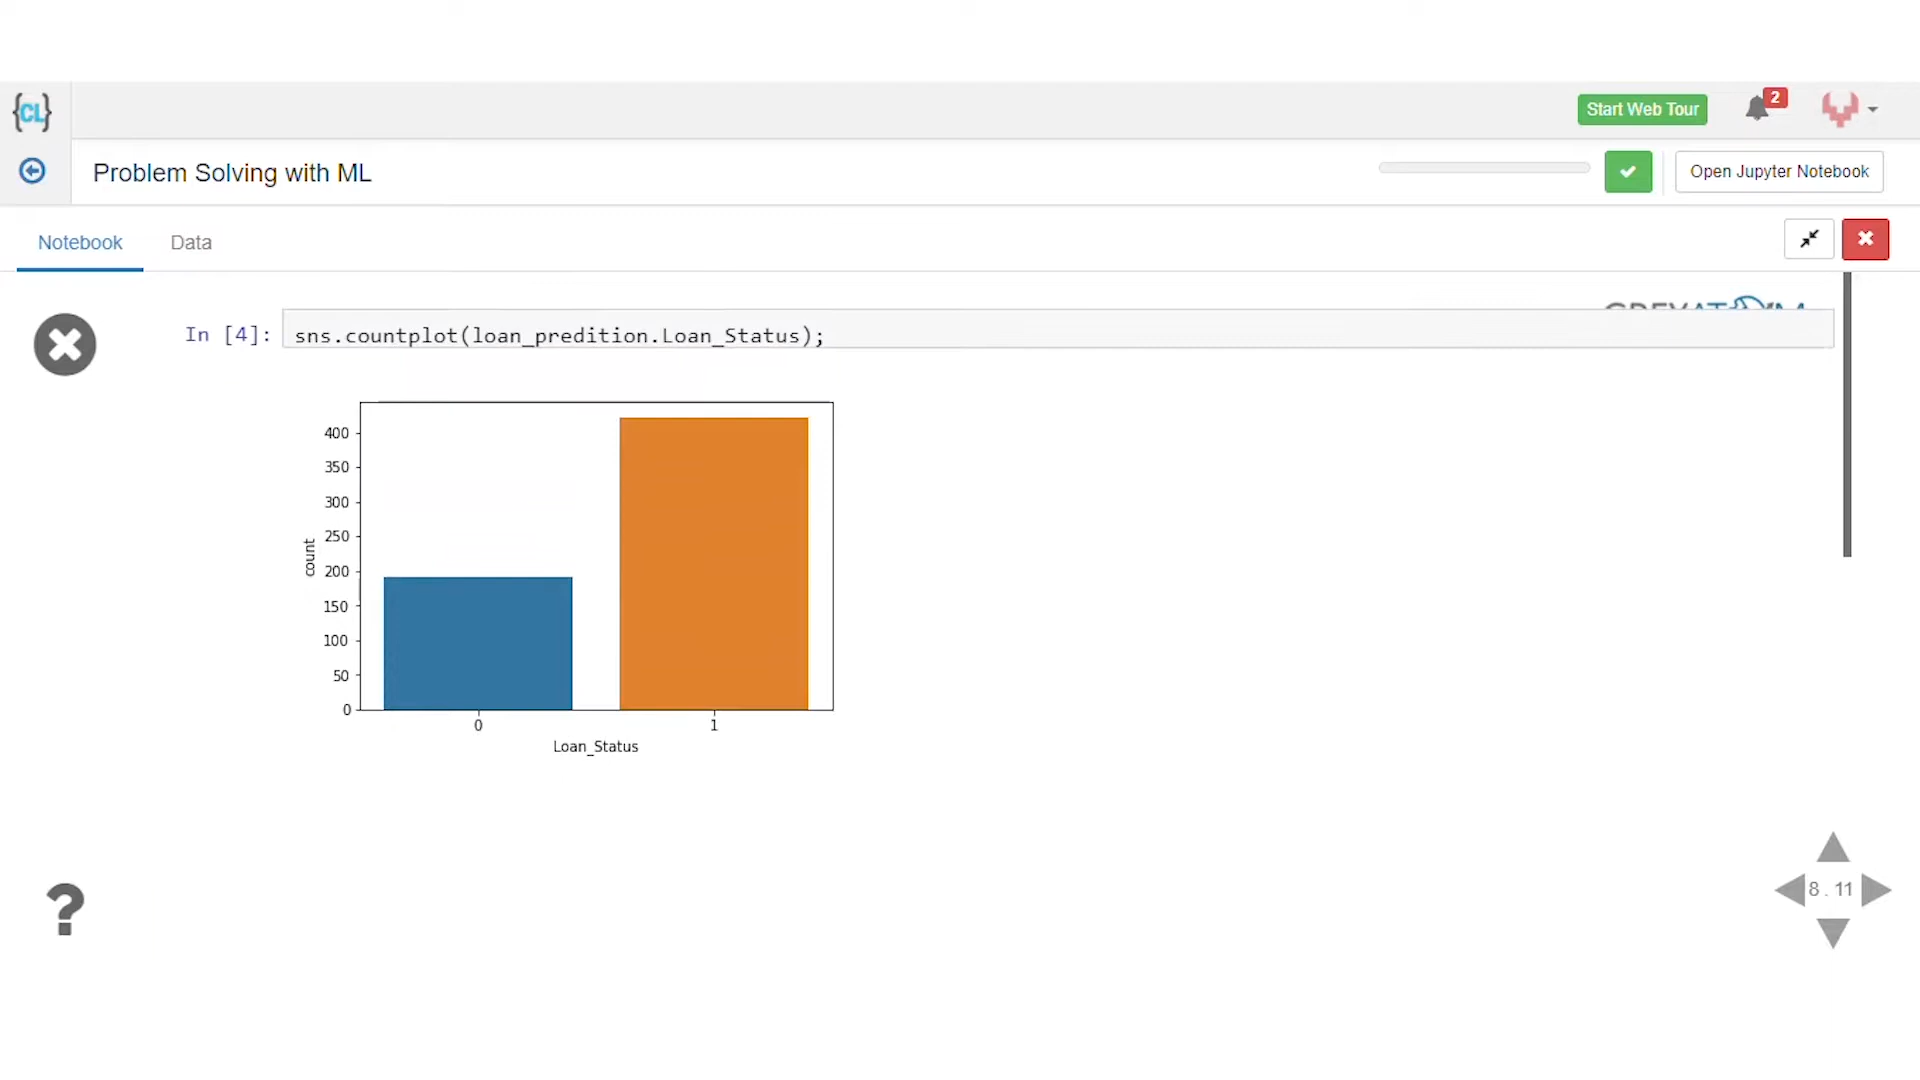 {CL}
Start Web Tour
2
Problem Solving with ML
Open Jupyter Notebook
Notebook
Data
GREYATOM
In [4]:
sns.countplot(loan_predition.Loan_Status);
400
350
300
250
200
150
100
50
0
count
0
1
Loan_Status
?
8 . 11